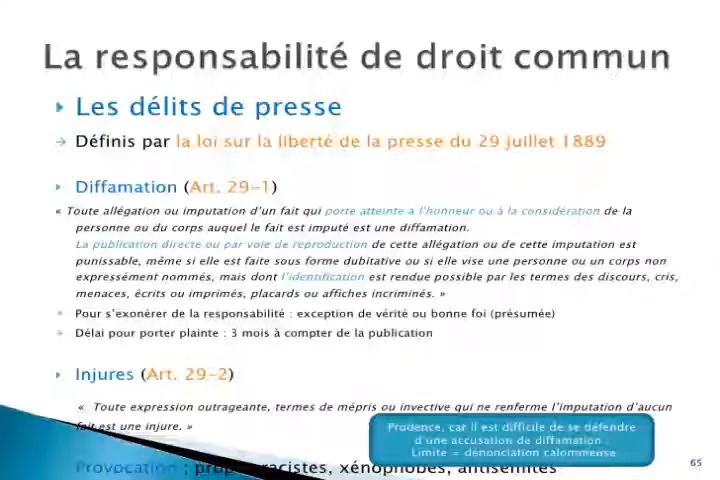 La responsabilité de droit commun
Les délits de presse
→ Définis par la loi sur la liberté de la presse du 29 juillet 1889
Diffamation (Art. 29-1)
« Toute allégation ou imputation d'un fait qui porte atteinte à l'honneur ou à la considération de la
personne ou du corps auquel le fait est imputé est une diffamation.
La publication directe ou par voie de reproduction de cette allégation ou de cette imputation est
punissable, même si elle est faite sous forme dubitative ou si elle vise une personne ou un corps non
expressément nommés, mais dont l'identification est rendue possible par les termes des discours, cris,
menaces, écrits ou imprimés, placards ou affiches incriminés. »
Pour s'exonérer de la responsabilité : exception de vérité ou bonne foi (présumée)
Délai pour porter plainte : 3 mois à compter de la publication
Injures (Art. 29-2)
« Toute expression outrageante, termes de mépris ou invective qui ne renferme l'imputation d'aucun
fait est une injure. »
Prudence, car il est difficile de se défendre
d'une accusation de diffamation .
Limite = dénonciation calomnieuse
Provocation : racistes, xénophobes, antisémites
65